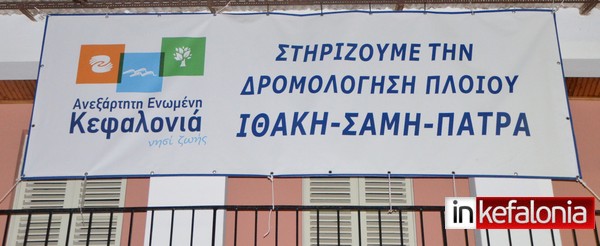 Ανεξάρτητη Ενωμένη
Κεφαλονιά
νησί ζωής
ΣΤΗΡΙΖΟΥΜΕ ΤΗΝ
ΔΡΟΜΟΛΟΓΗΣΗ ΠΛΟΙΟΥ
ΙΘΑΚΗ-ΣΑΜΗ-ΠΑΤΡΑ
inkefalonia